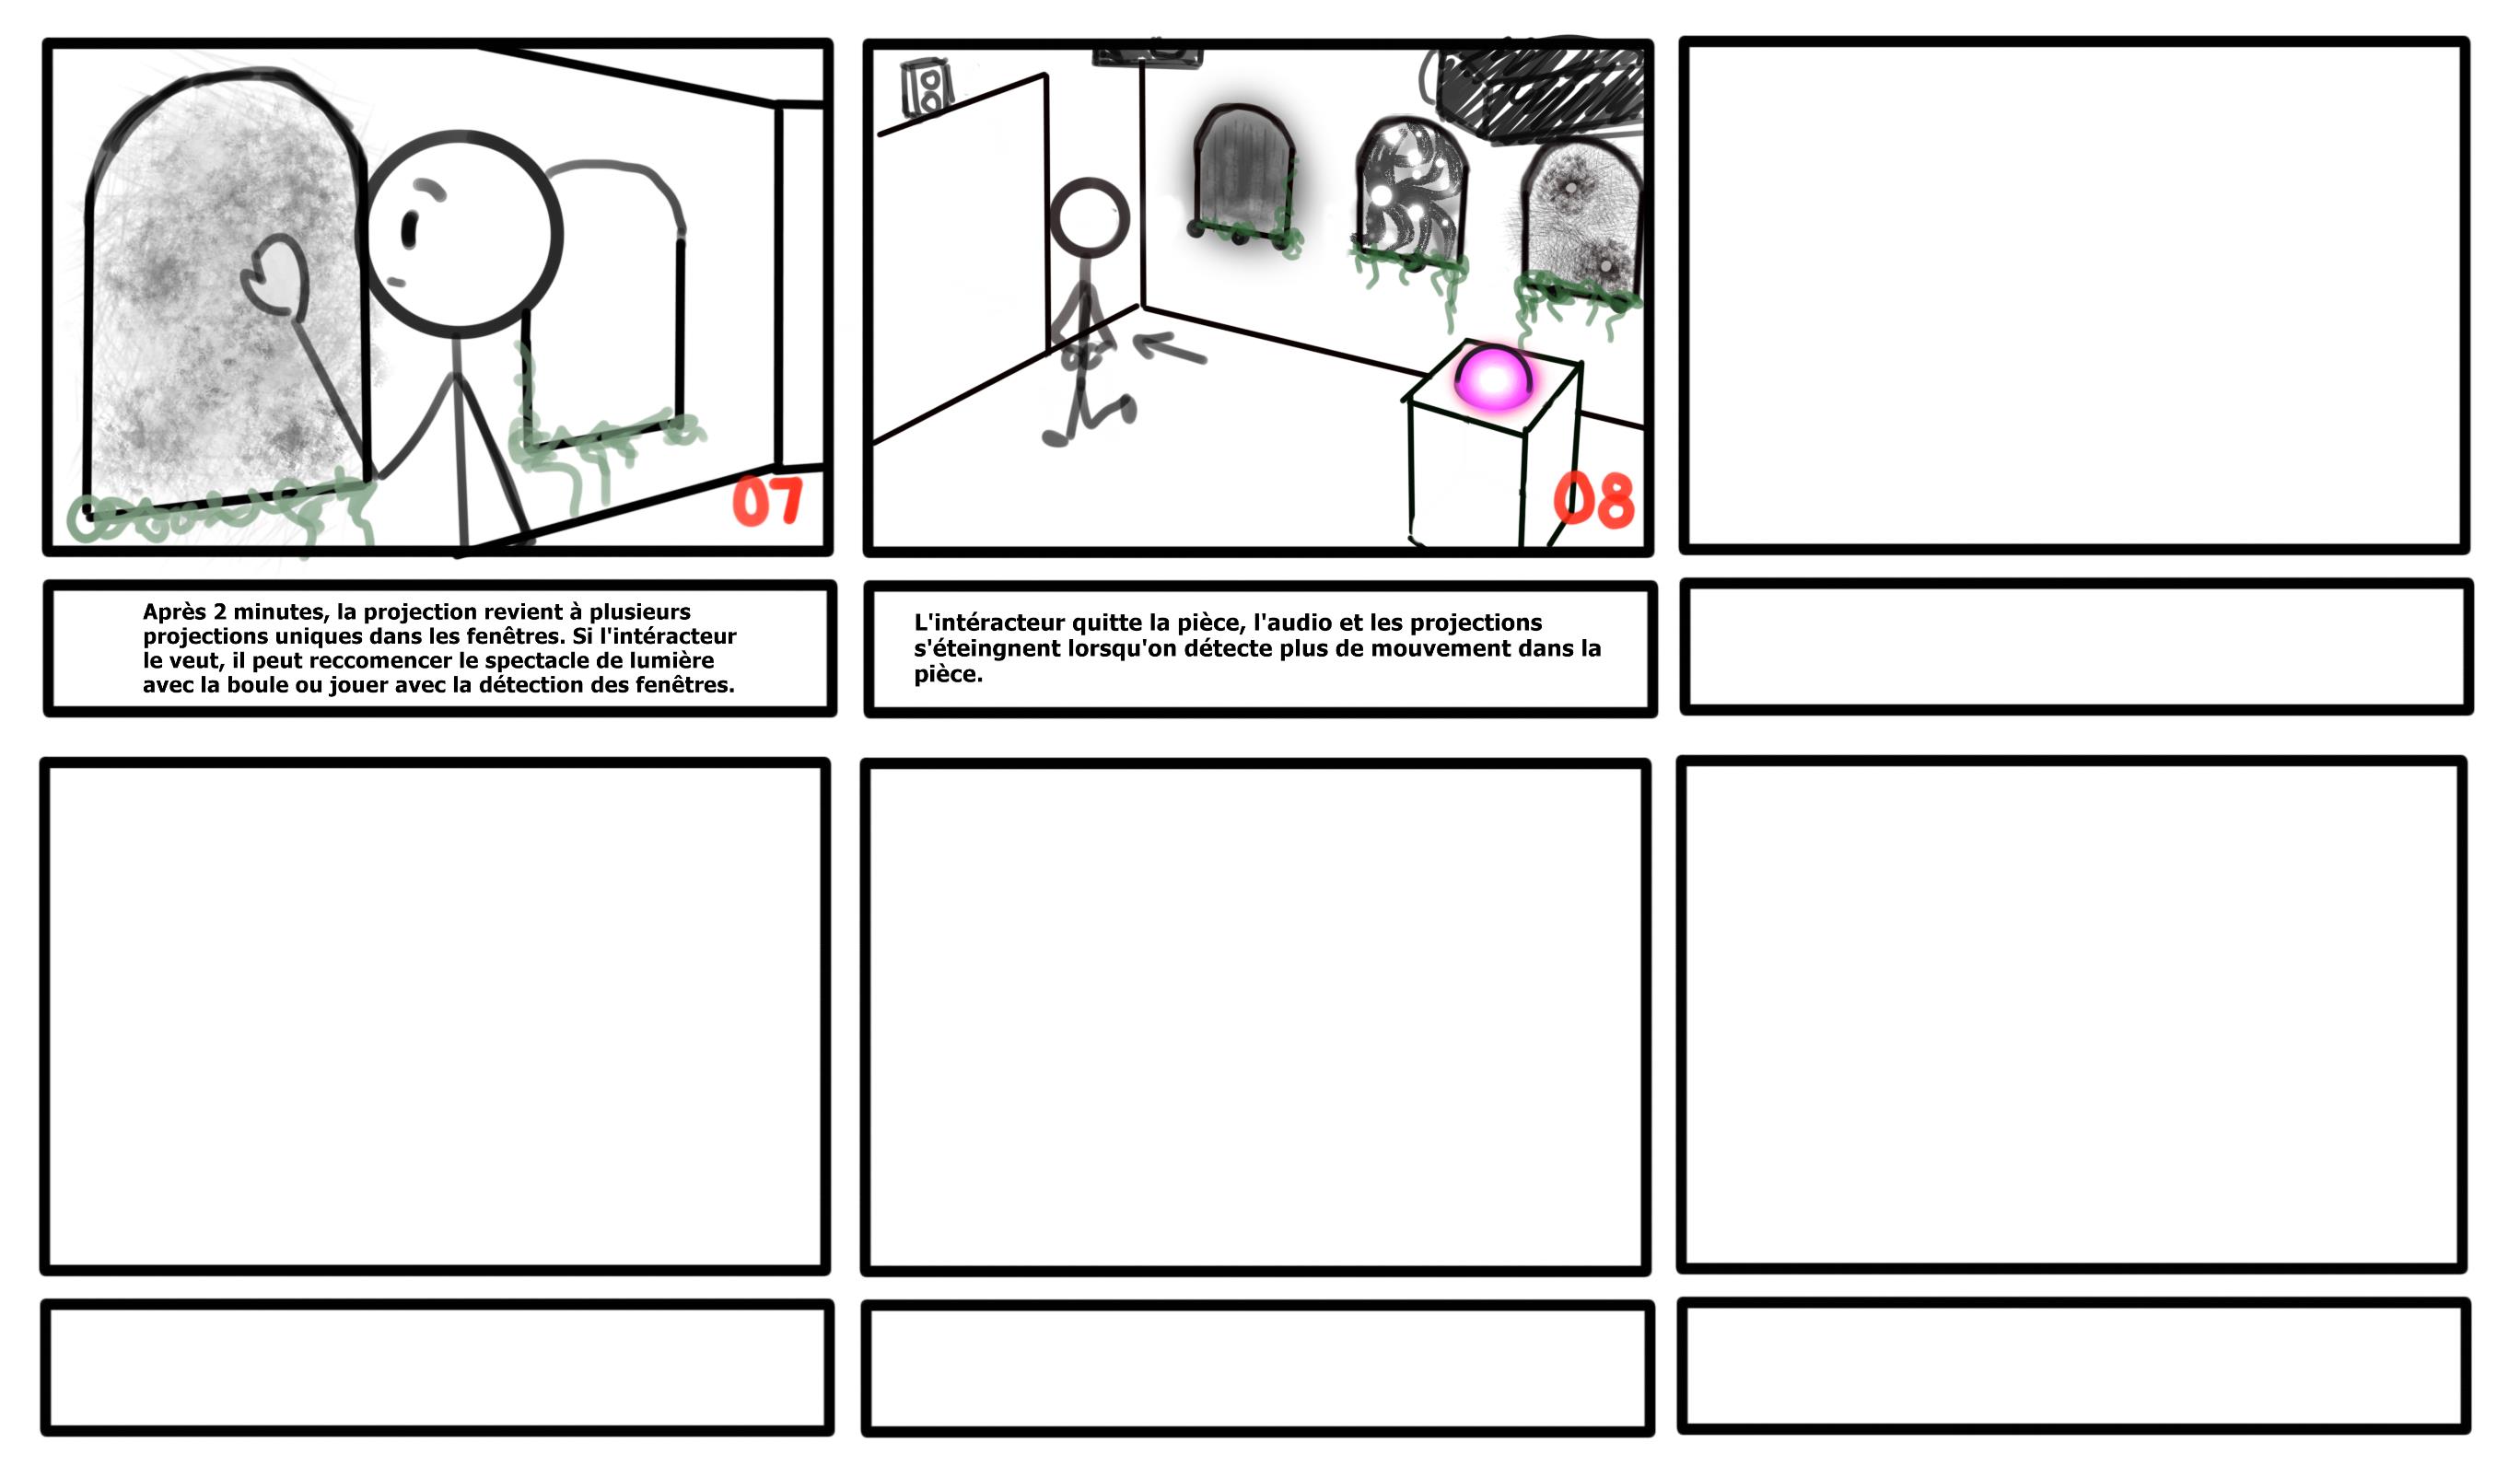 07
08
Après 2 minutes, la projection revient à plusieurs
projections uniques dans les fenêtres. Si l'intéracteur
le veut, il peut reccomencer le spectacle de lumière
avec la boule ou jouer avec la détection des fenêtres.
L'intéracteur quitte la pièce, l'audio et les projections
s'éteingnent lorsqu'on détecte plus de mouvement dans la
pièce.